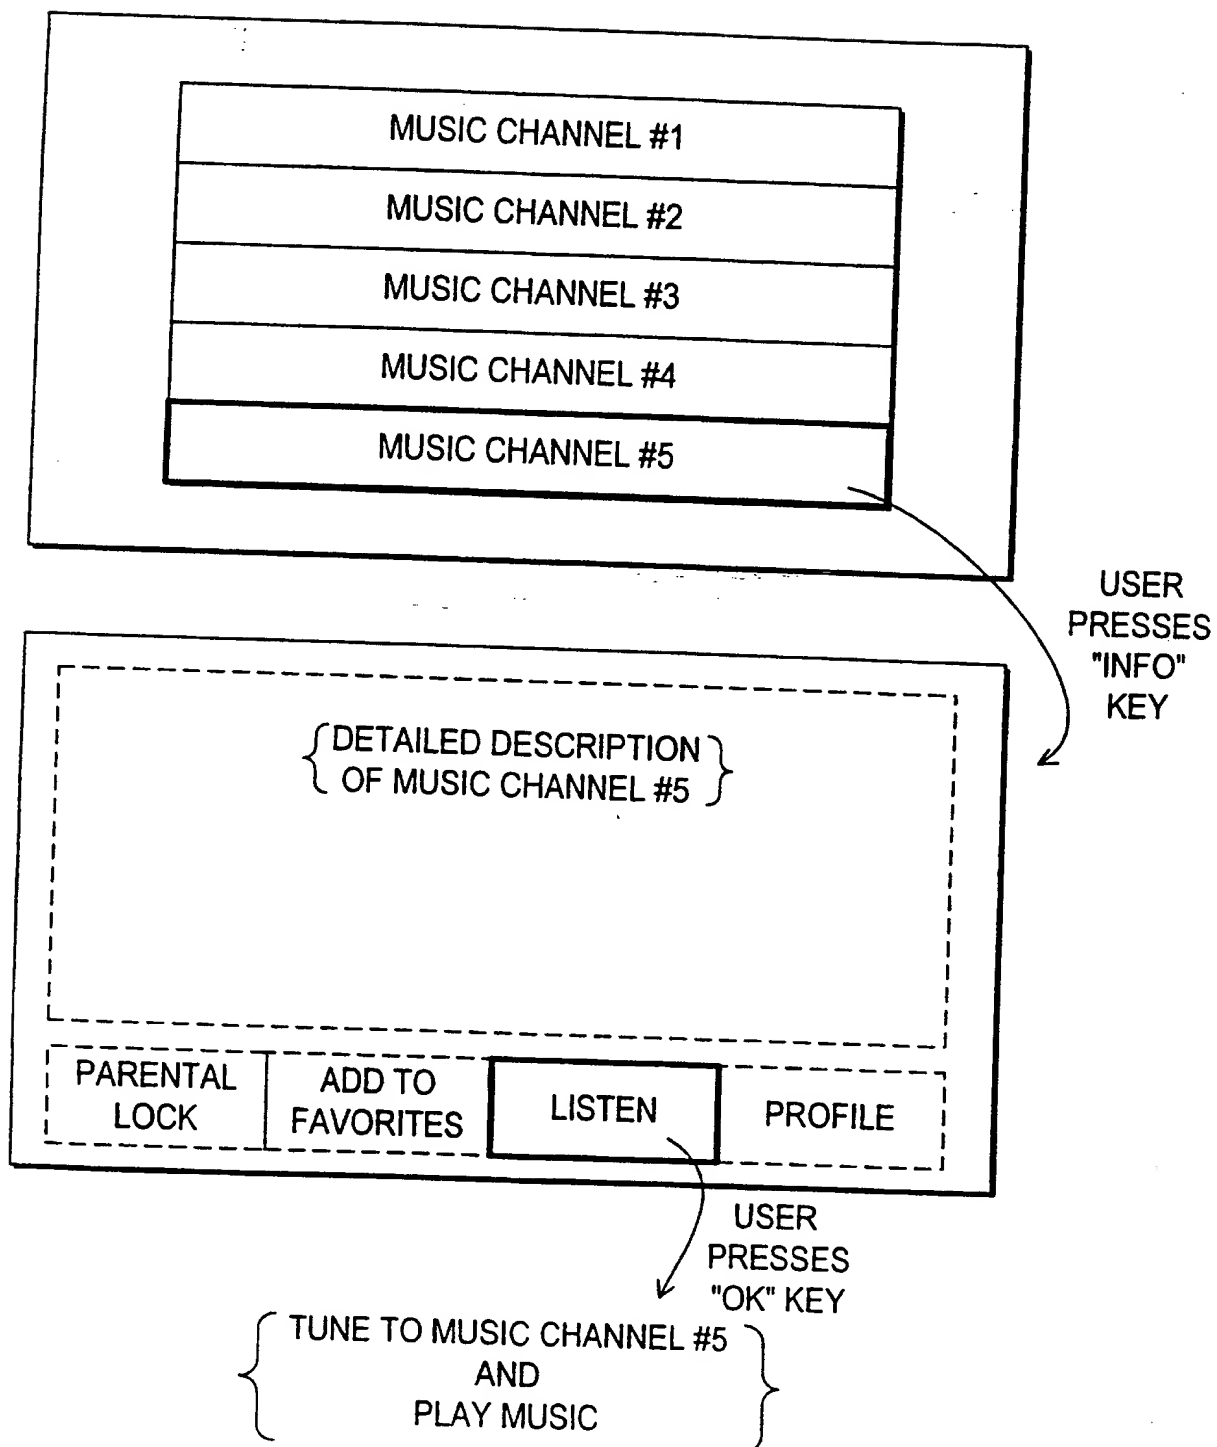 MUSIC CHANNEL #1
MUSIC CHANNEL #2
MUSIC CHANNEL #3
MUSIC CHANNEL #4
MUSIC CHANNEL #5
USER
PRESSES
"INFO"
KEY
DETAILED DESCRIPTION
OF MUSIC CHANNEL #5
PARENTAL
LOCK
ADD TO
FAVORITES
LISTEN
PROFILE
USER
PRESSES
"OK" KEY
TUNE TO MUSIC CHANNEL #5
AND
PLAY MUSIC